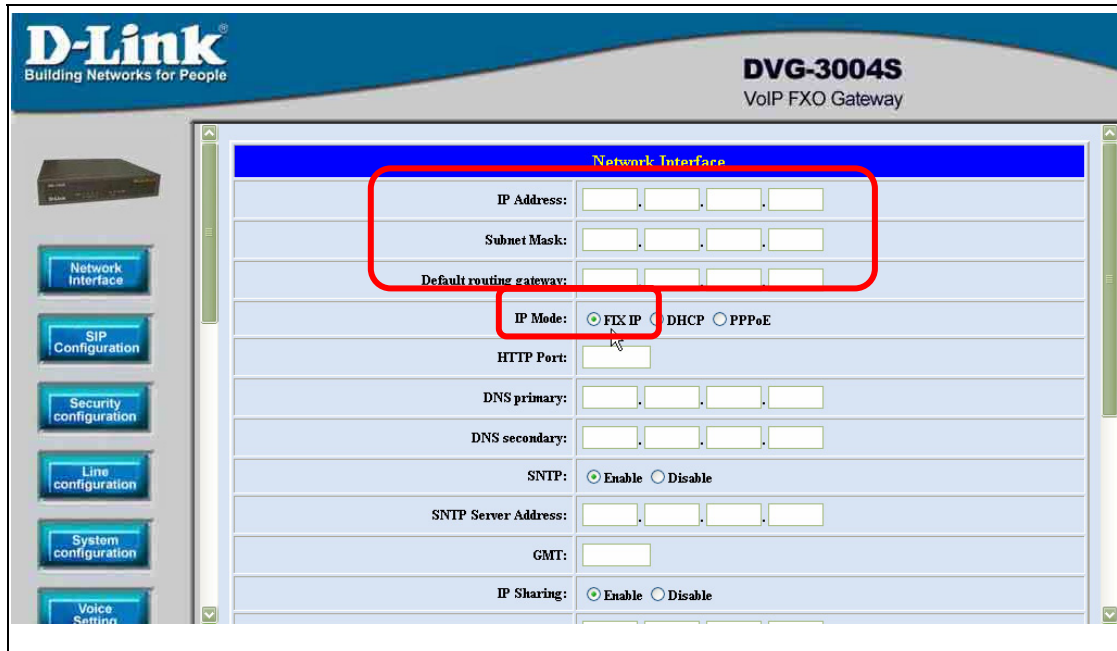 D-Link®
Building Networks for People
DVG-3004S
VoIP FXO Gateway
Network Interface
SIP Configuration
Security configuration
Line configuration
System configuration
Voice Setting
Network Interface
IP Address: . . .
Subnet Mask: . . .
Default routing gateway: . . .
IP Mode: FIX IP DHCP PPPoE
HTTP Port:
DNS primary: . . .
DNS secondary: . . .
SNTP: Enable Disable
SNTP Server Address: . . .
GMT:
IP Sharing: Enable Disable